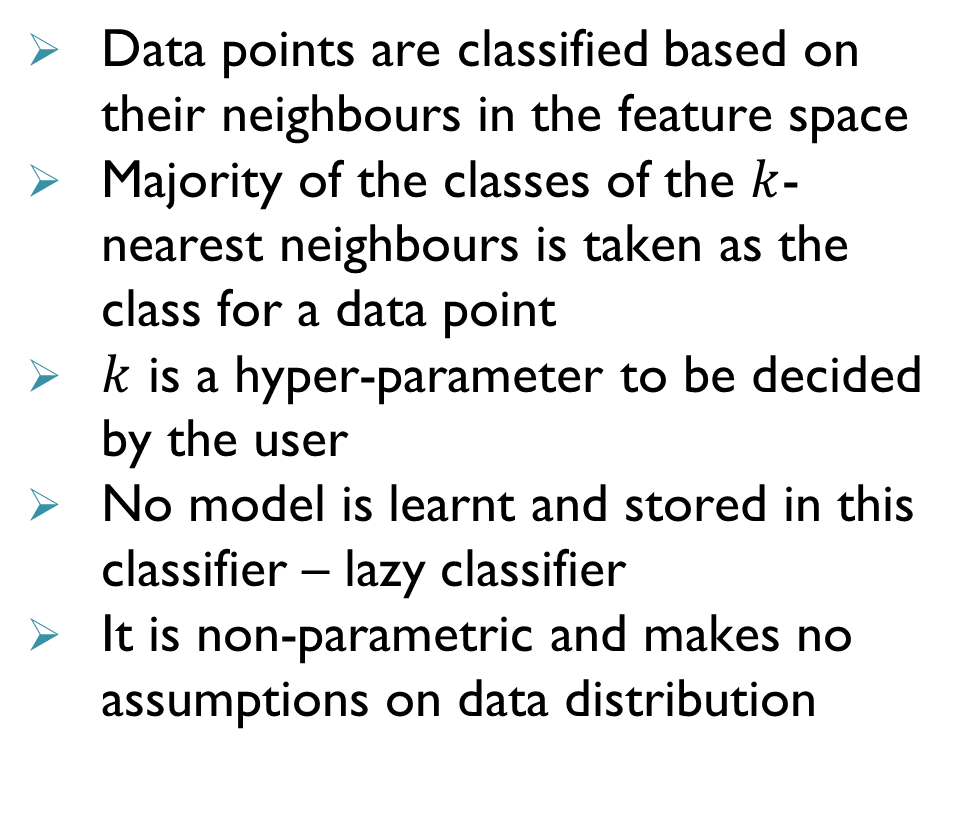 ➢ Data points are classified based on
their neighbours in the feature space
➢ Majority of the classes of the k-
nearest neighbours is taken as the
class for a data point
➢ k is a hyper-parameter to be decided
by the user
➢ No model is learnt and stored in this
classifier – lazy classifier
➢ It is non-parametric and makes no
assumptions on data distribution